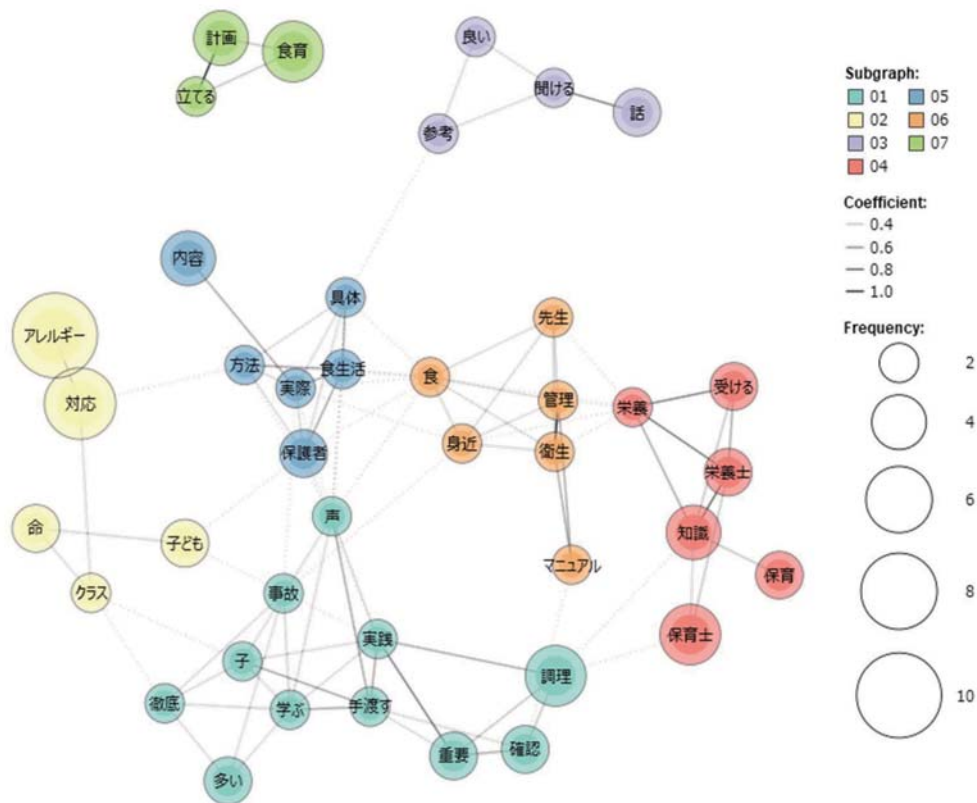 計画
食育
立てる
良い
聞ける
話
参考
内容
具体
アレルギー
方法
食生活
実際
対応
保護者
先生
食
管理
栄養
受ける
身近
衛生
栄養士
声
知識
命
子ども
マニュアル
保育
クラス
事故
実践
保育士
子
調理
徹底
学ぶ
手渡す
重要
確認
多い
Subgraph:
01 05
02 06
03 07
04
Coefficient:
0.4
0.6
0.8
1.0
Frequency:
2
4
6
8
10